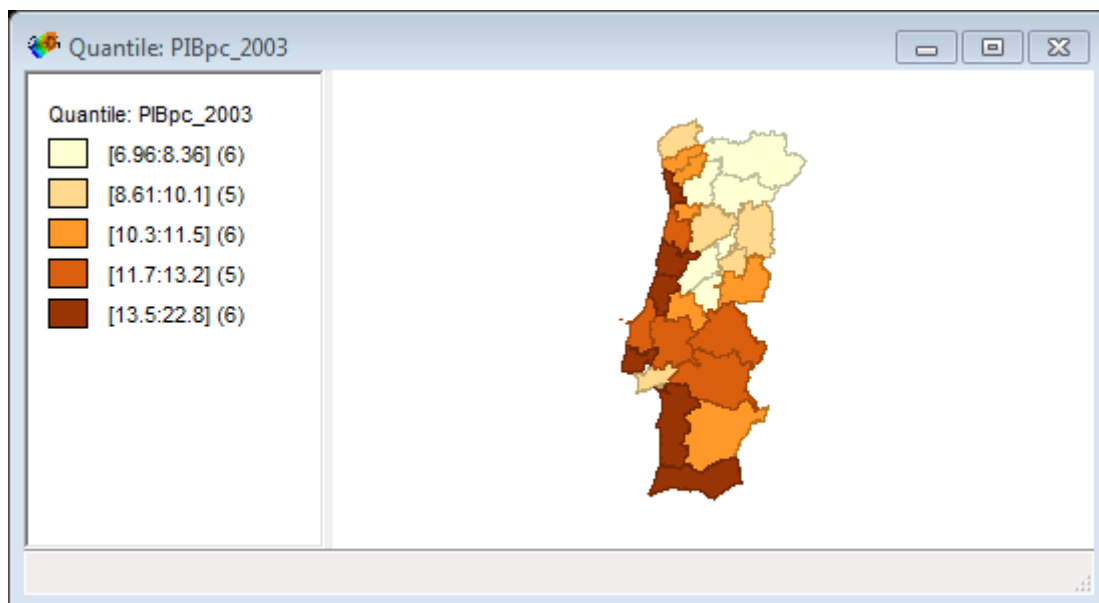 Quantile: PIBpc_2003
Quantile: PIBpc_2003
[6.96:8.36] (6)
[8.61:10.1] (5)
[10.3:11.5] (6)
[11.7:13.2] (5)
[13.5:22.8] (6)